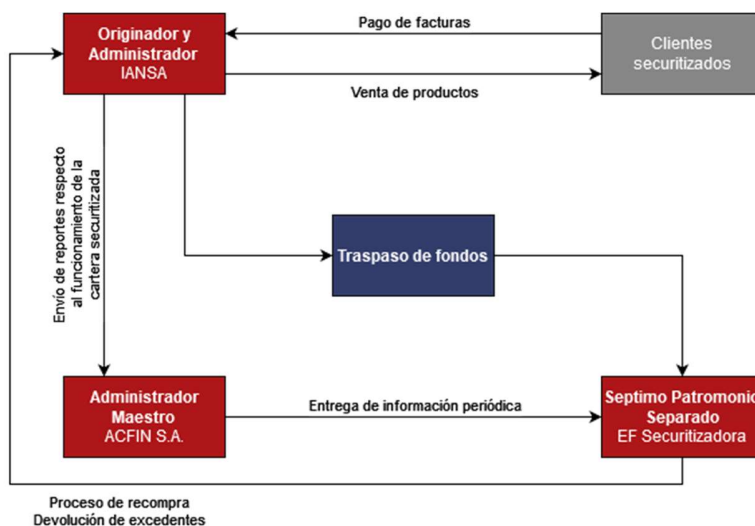 Originador y
Administrador
IANSA
Pago de facturas
Venta de productos
Clientes
securitizados
Envío de reportes respecto
al funcionamiento de la
cartera securitizada
Traspaso de fondos
Administrador
Maestro
ACFIN S.A.
Entrega de información periódica
Septimo Patromonio
Separado
EF Securitizadora
Proceso de recompra
Devolución de excedentes